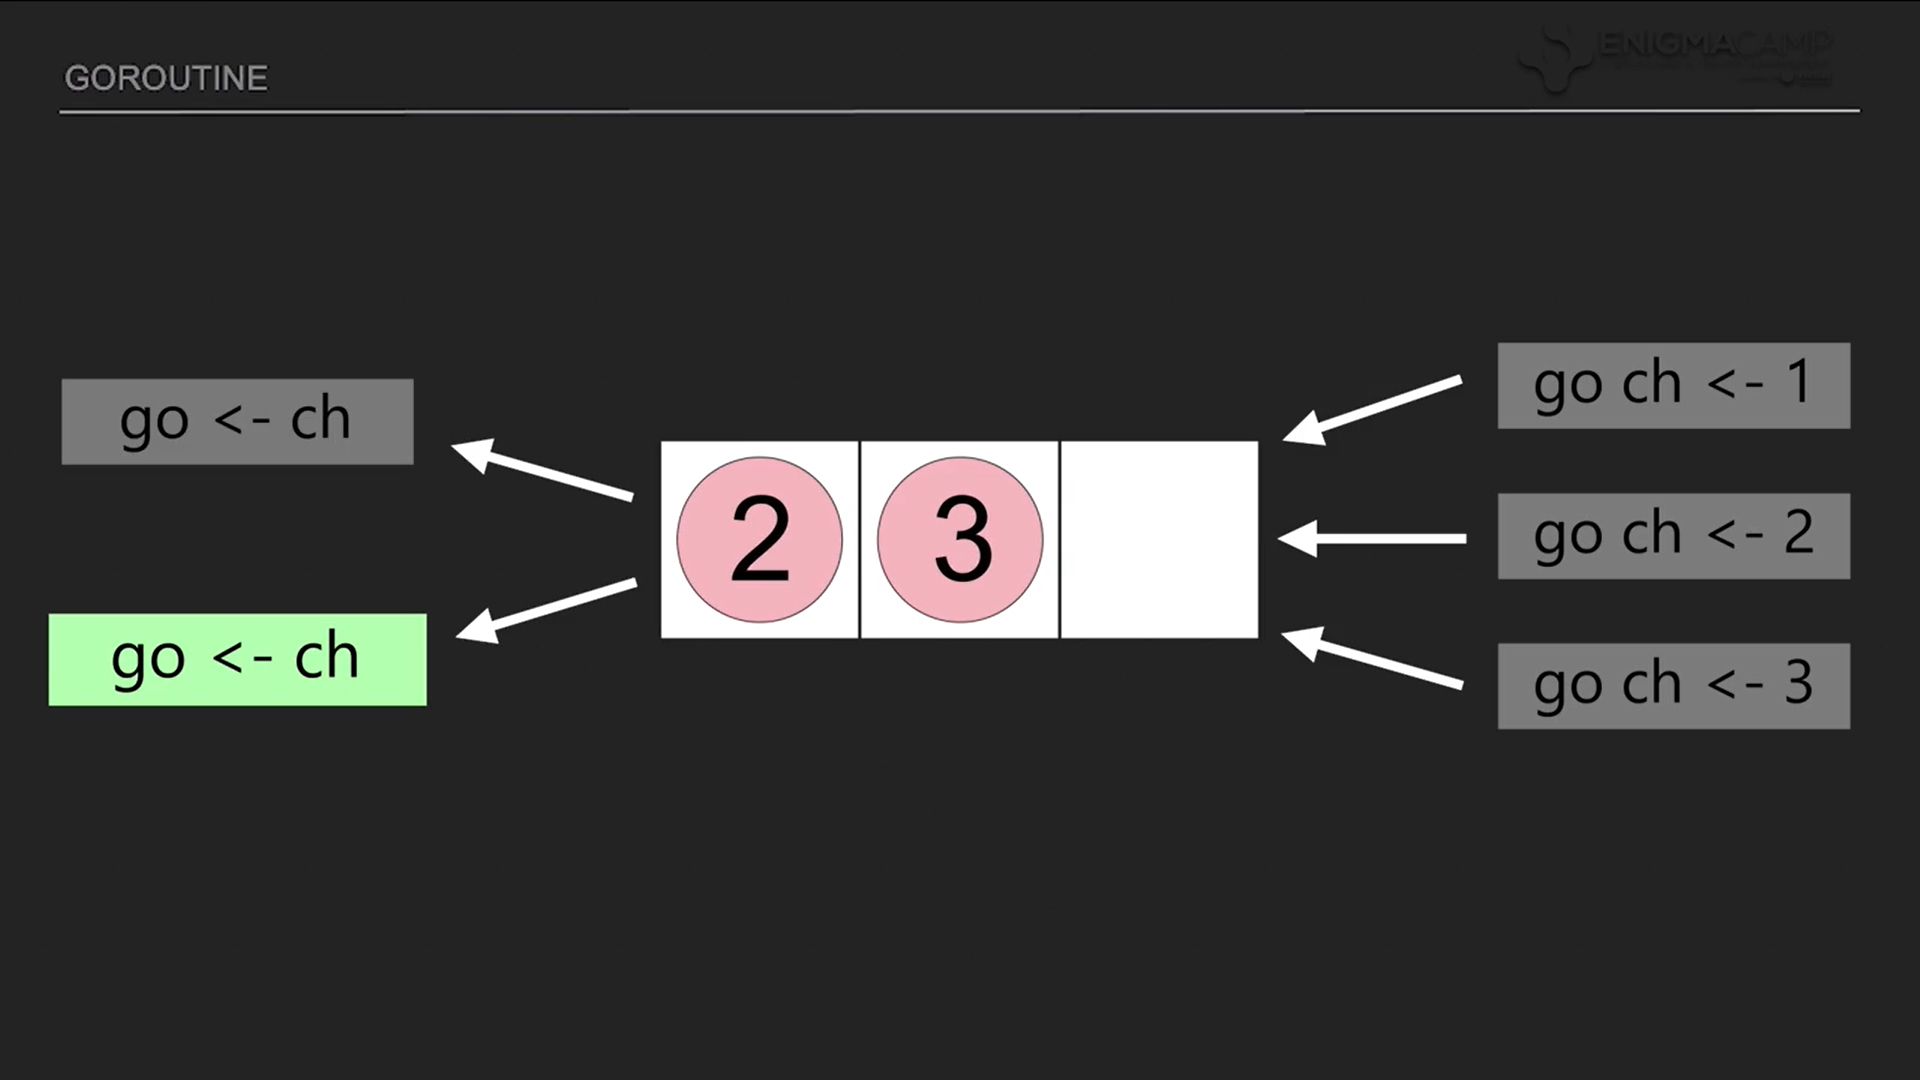 GOROUTINE
ENIGMACAMP
go <- ch
go <- ch
2 3
go ch <- 1
go ch <- 2
go ch <- 3